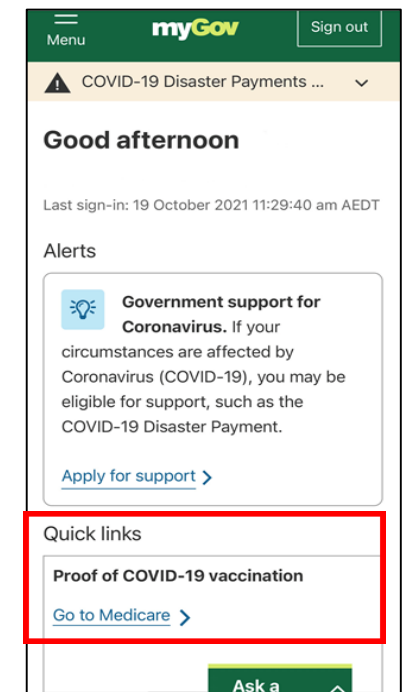 Menu
myGov
Sign out
COVID-19 Disaster Payments ...
Good afternoon
Last sign-in: 19 October 2021 11:29:40 am AEDT
Alerts
Government support for
Coronavirus. If your
circumstances are affected by
Coronavirus (COVID-19), you may be
eligible for support, such as the
COVID-19 Disaster Payment.
Apply for support
Quick links
Proof of COVID-19 vaccination
Go to Medicare
Ask a